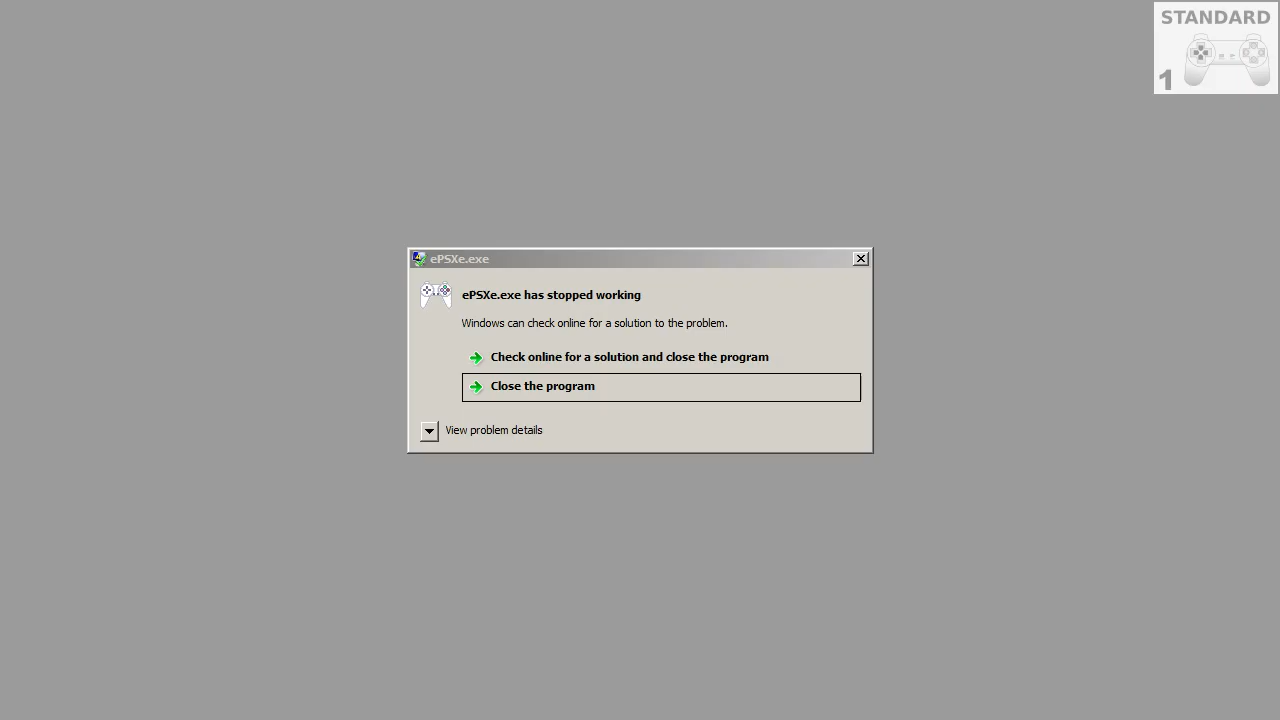 STANDARD
1
ePSXe.exe
ePSXe.exe has stopped working
Windows can check online for a solution to the problem.
Check online for a solution and close the program
Close the program
View problem details